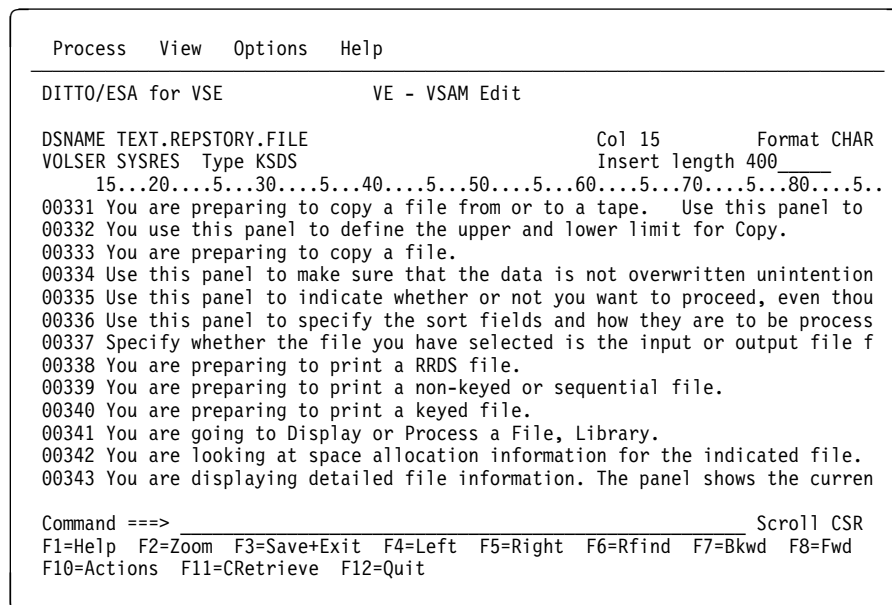 Process View Options Help
DITTO/ESA for VSE VE - VSAM Edit
DSNAME TEXT.REPSTORY.FILE Col 15 Format CHAR
VOLSER SYSRES Type KSDS Insert length 400_____
15...20....5...30....5...40....5...50....5...60....5...70....5...80....5..
00331 You are preparing to copy a file from or to a tape. Use this panel to
00332 You use this panel to define the upper and lower limit for Copy.
00333 You are preparing to copy a file.
00334 Use this panel to make sure that the data is not overwritten unintention
00335 Use this panel to indicate whether or not you want to proceed, even thou
00336 Use this panel to specify the sort fields and how they are to be process
00337 Specify whether the file you have selected is the input or output file f
00338 You are preparing to print a RRDS file.
00339 You are preparing to print a non-keyed or sequential file.
00340 You are preparing to print a keyed file.
00341 You are going to Display or Process a File, Library.
00342 You are looking at space allocation information for the indicated file.
00343 You are displaying detailed file information. The panel shows the curren
Command ===> ______________________________________________________ Scroll CSR
F1=Help F2=Zoom F3=Save+Exit F4=Left F5=Right F6=Rfind F7=Bkwd F8=Fwd
F10=Actions F11=CRetrieve F12=Quit